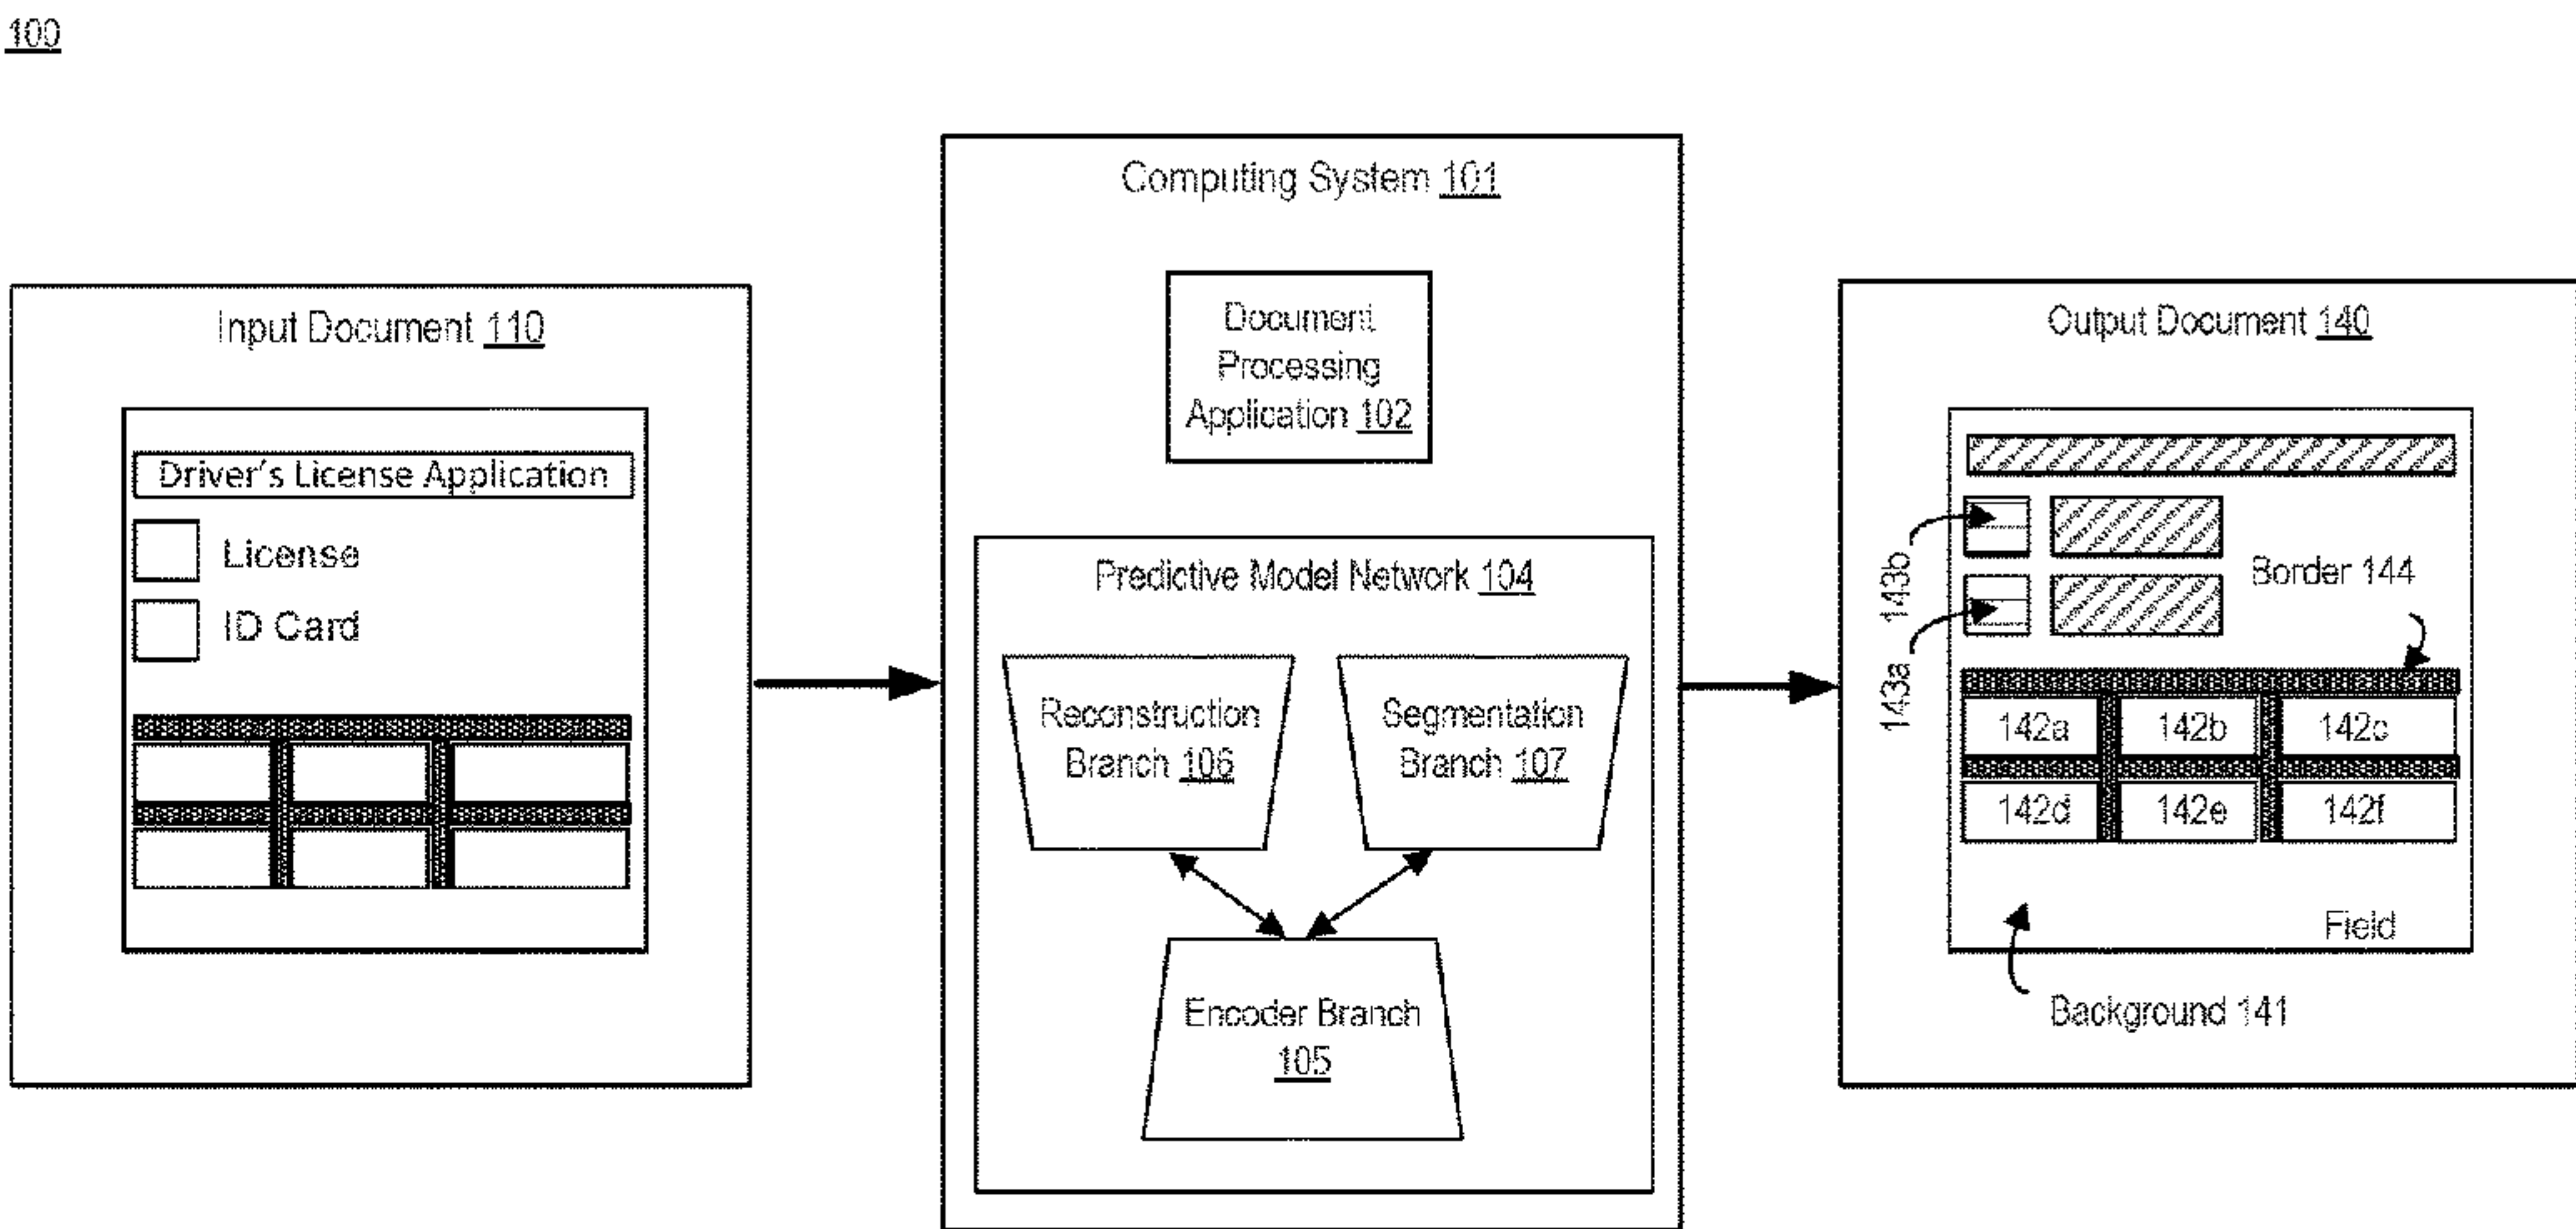 100
Input Document 110
Driver's License Application
License
ID Card
Computing System 101
Document
Processing
Application 102
Predictive Model Network 104
Reconstruction
Branch 106
Segmentation
Branch 107
Encoder Branch
105
Output Document 140
143b
143a
Border 144
142a 142b 142c
142d 142e 142f
Field
Background 141